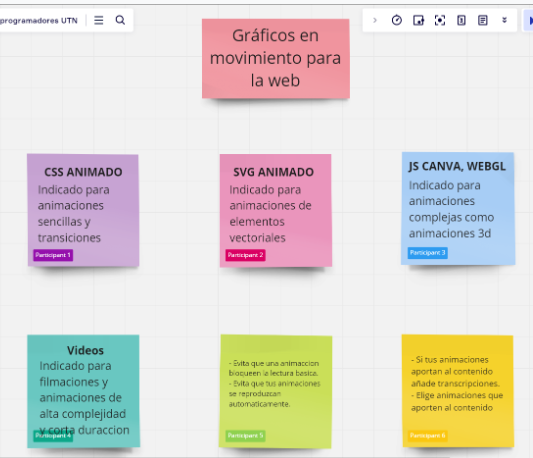 programadores UTN
Gráficos en
movimiento para
la web
CSS ANIMADO
Indicado para
animaciones
sencillas y
transiciones
Participant 1
SVG ANIMADO
Indicado para
animaciones de
elementos
vectoriales
Participant 2
JS CANVA, WEBGL
Indicado para
animaciones
complejas como
animaciones 3d
Participant 3
Videos
Indicado para
filmaciones y
animaciones de
alta complejidad
y corta duraccion
Participant 4
- Evita que una animaccion
bloqueen la lectura basica.
- Evita que tus animaciones
se reproduzcan
automaticamente.
Participant 5
- Si tus animaciones
aportan al contenido
añade transcripciones.
- Elige animaciones que
aporten al contenido
Participant 6